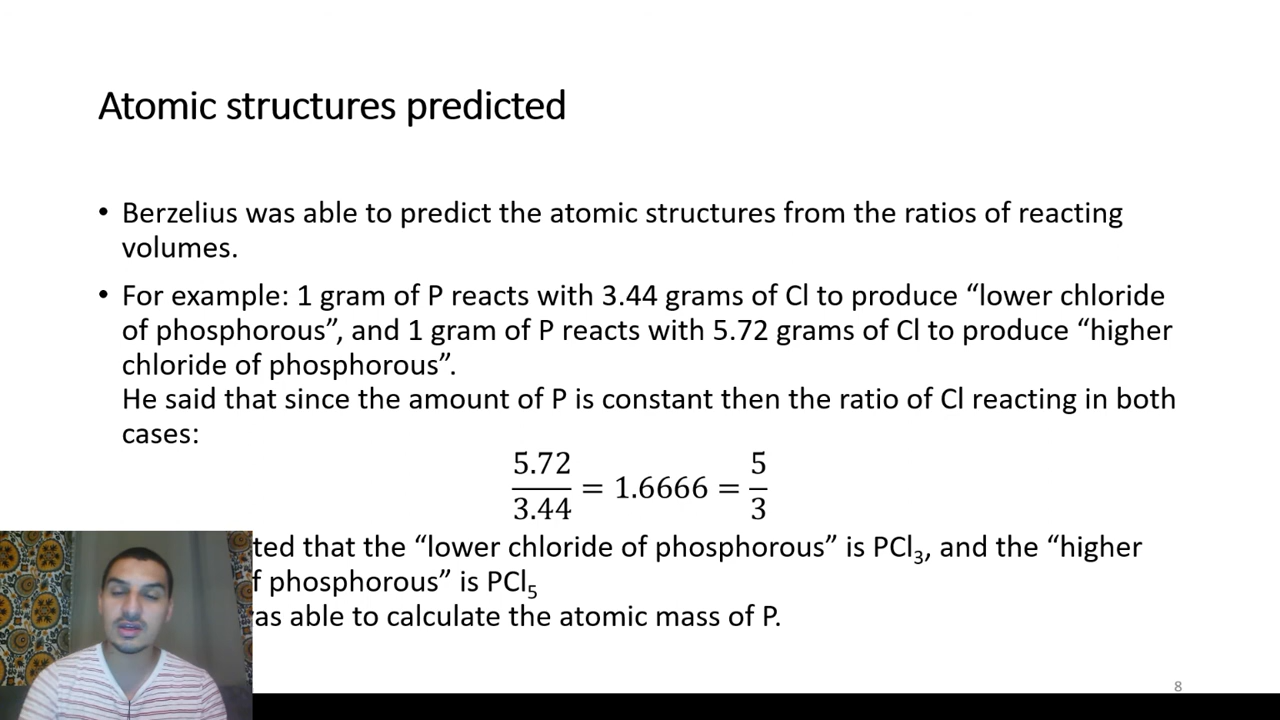 Atomic structures predicted
• Berzelius was able to predict the atomic structures from the ratios of reacting
volumes.
• For example: 1 gram of P reacts with 3.44 grams of Cl to produce “lower chloride
of phosphorous”, and 1 gram of P reacts with 5.72 grams of Cl to produce “higher
chloride of phosphorous”.
He said that since the amount of P is constant then the ratio of Cl reacting in both
cases:
5.72/3.44 = 1.6666 = 5/3
ted that the “lower chloride of phosphorous” is PCl₃, and the “higher
f phosphorous” is PCl₅
as able to calculate the atomic mass of P.
8